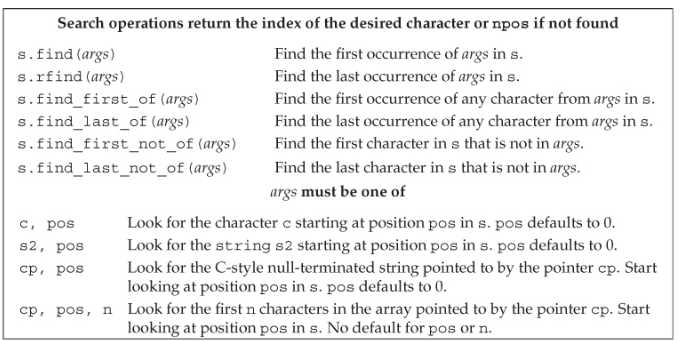 Search operations return the index of the desired character or npos if not found
s.find(args) Find the first occurrence of args in s.
s.rfind(args) Find the last occurrence of args in s.
s.find_first_of(args) Find the first occurrence of any character from args in s.
s.find_last_of(args) Find the last occurrence of any character from args in s.
s.find_first_not_of(args) Find the first character in s that is not in args.
s.find_last_not_of(args) Find the last character in s that is not in args.
args must be one of
c, pos Look for the character c starting at position pos in s. pos defaults to 0.
s2, pos Look for the string s2 starting at position pos in s. pos defaults to 0.
cp, pos Look for the C-style null-terminated string pointed to by the pointer cp. Start
looking at position pos in s. pos defaults to 0.
cp, pos, n Look for the first n characters in the array pointed to by the pointer cp. Start
looking at position pos in s. No default for pos or n.